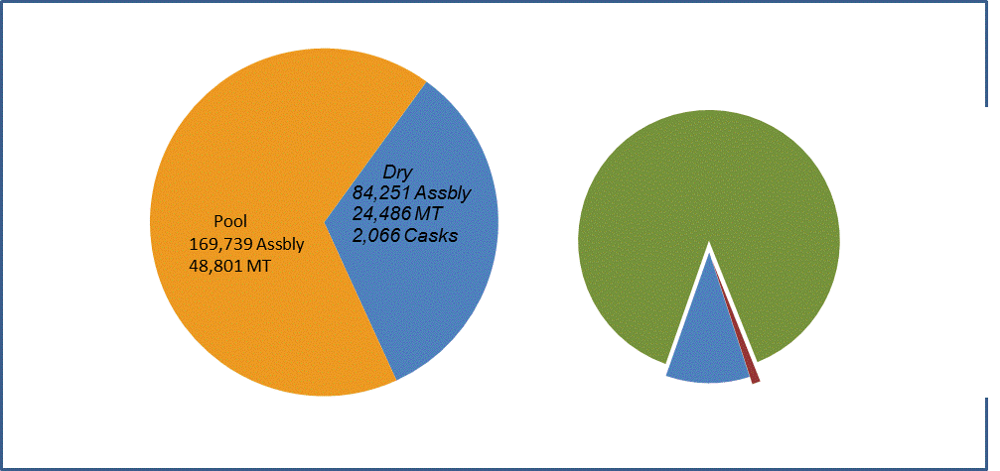 Pool
169,739 Assbly
48,801 MT
Dry
84,251 Assbly
24,486 MT
2,066 Casks